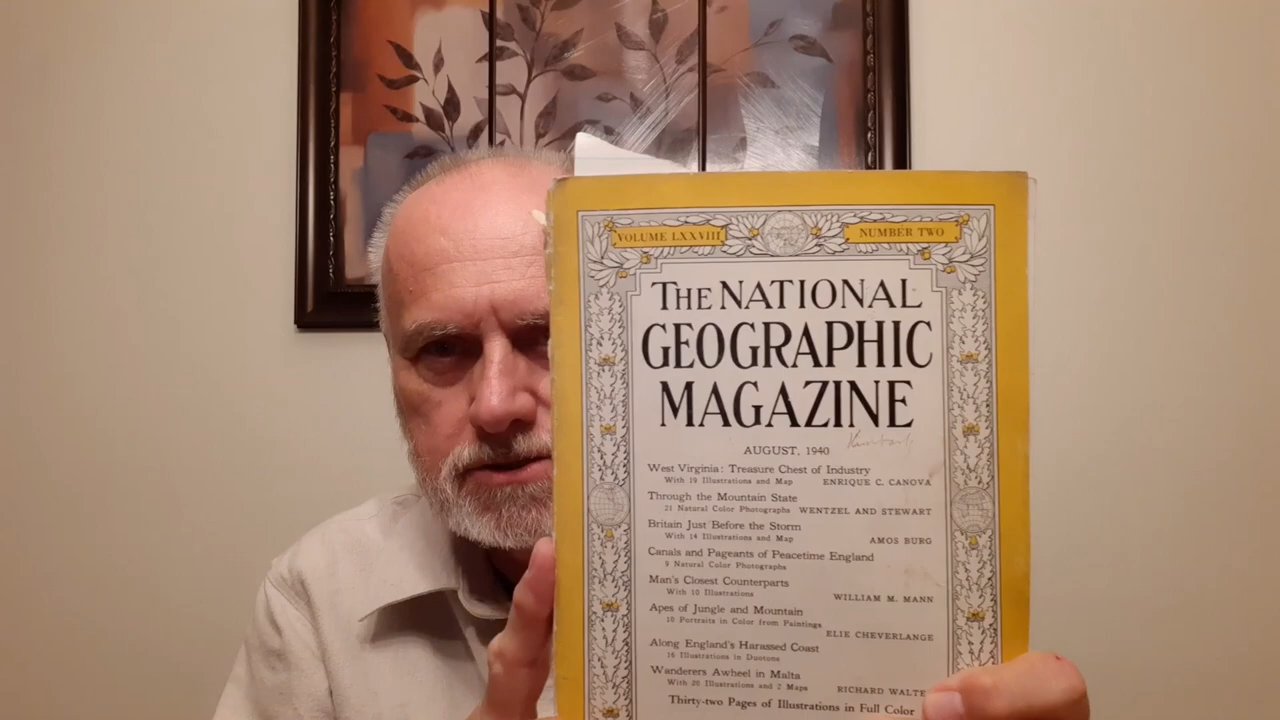 VOLUME LXXVIII
NUMBER TWO
THE NATIONAL
GEOGRAPHIC
MAGAZINE
AUGUST, 1940
West Virginia: Treasure Chest of Industry
With 19 Illustrations and Map ENRIQUE C. CANOVA
Through the Mountain State
21 Natural Color Photographs WENTZEL AND STEWART
Britain Just Before the Storm
With 14 Illustrations and Map AMOS BURG
Canals and Pageants of Peacetime England
9 Natural Color Photographs
Man's Closest Counterparts
With 10 Illustrations WILLIAM M. MANN
Apes of Jungle and Mountain
10 Portraits in Color from Paintings
ELIE CHEVERLANGE
Along England's Harassed Coast
16 Illustrations in Duotone
Wanderers Awheel in Malta
With 20 Illustrations and 2 Maps RICHARD WALTE
Thirty-two Pages of Illustrations in Full Color